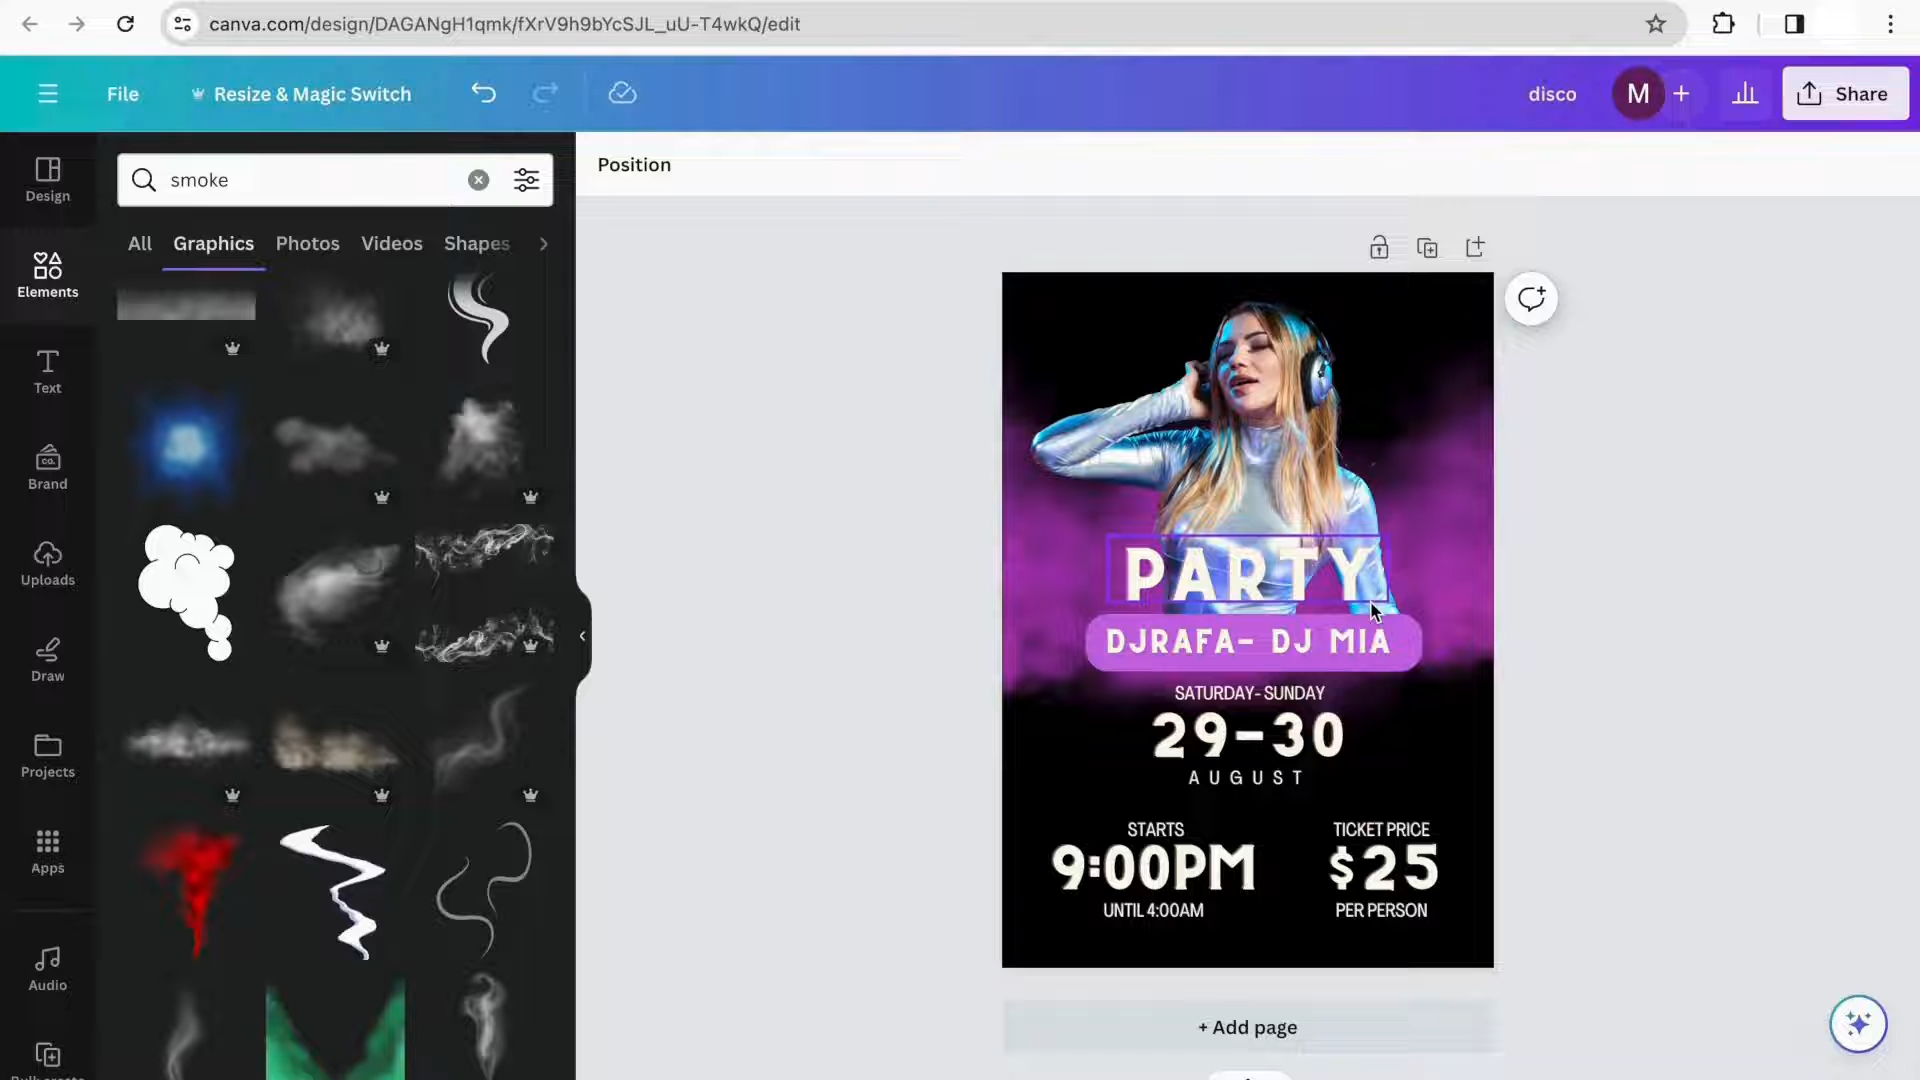 canva.com/design/DAGANgH1qmk/fXrV9h9bYcSJL_uU-T4wkQ/edit
File
Resize & Magic Switch
disco
M
+
Share
Design
Elements
Text
Brand
co.
Uploads
Draw
Projects
Apps
Audio
smoke
All Graphics Photos Videos Shapes
Position
PARTY
DJRAFA- DJ MIA
SATURDAY- SUNDAY
29-30
AUGUST
STARTS
9:00PM
UNTIL 4:00AM
TICKET PRICE
$25
PER PERSON
+ Add page